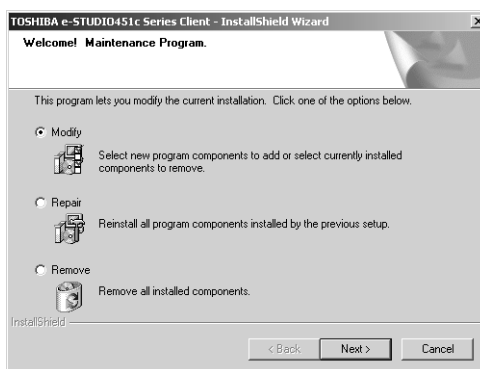 TOSHIBA e-STUDIO451c Series Client - InstallShield Wizard
Welcome! Maintenance Program.
This program lets you modify the current installation. Click one of the options below.
Modify
Select new program components to add or select currently installed
components to remove.
Repair
Reinstall all program components installed by the previous setup.
Remove
Remove all installed components.
InstallShield
< Back
Next >
Cancel